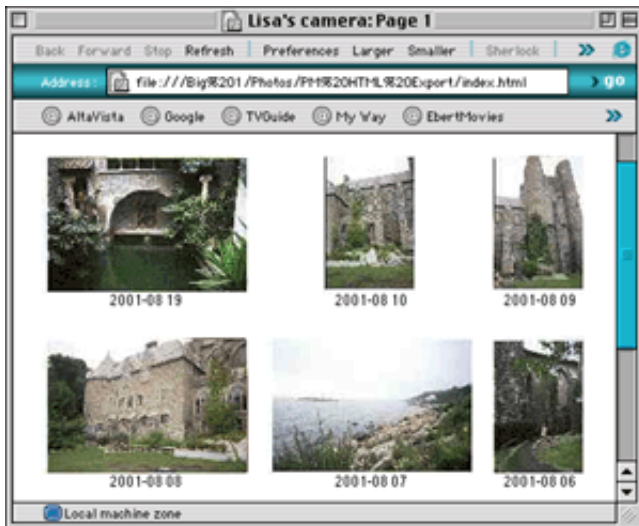 Lisa's camera: Page 1
Back Forward Stop Refresh Preferences Larger Smaller Sherlock »
Address: file:///Big%201/Photos/PM%20HTML%20Export/index.html › go
AltaVista Google TVGuide My Way EbertMovies »
2001-08 19 2001-08 10 2001-08 09
2001-08 08 2001-08 07 2001-08 06
Local machine zone